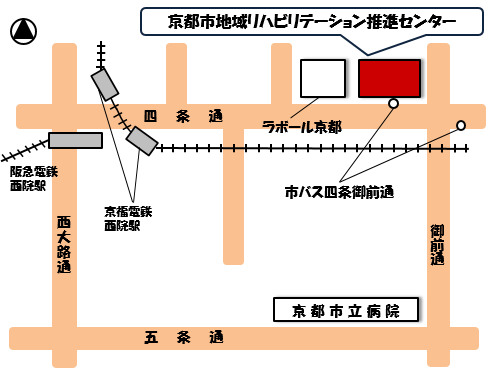 京都市地域リハビリテーション推進センター
四条通
ラボール京都
阪急電鉄
西院駅
市バス四条御前通
京福電鉄
西院駅
西大路通
御前通
京都市立病院
五条通